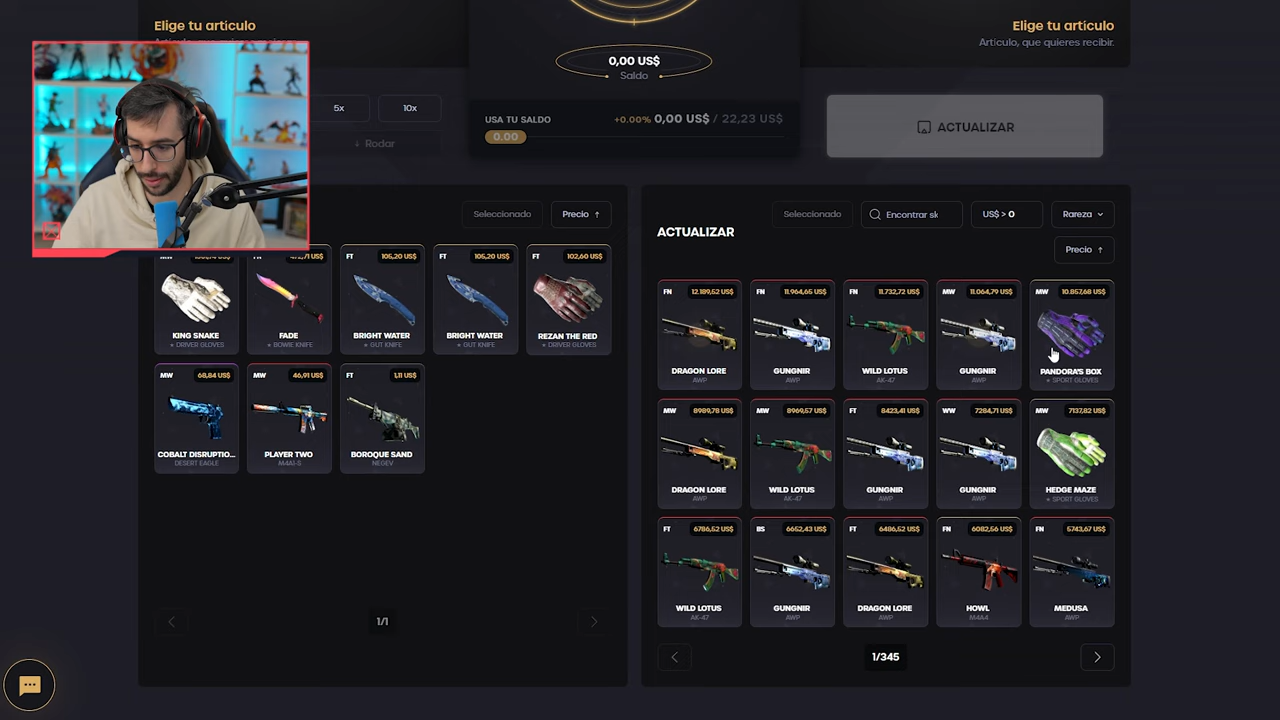 Elige tu artículo
Elige tu artículo
Artículo, que quieres recibir.
0,00 US$
Saldo
5x
10x
Rodar
USA TU SALDO
+0.00% 0,00 US$ / 22,23 US$
0.00
ACTUALIZAR
Seleccionado
Precio
Seleccionado
Encontrar sk
US$ > 0
Rareza
ACTUALIZAR
Precio
FT
105,20 US$
FT
105,20 US$
FT
102,60 US$
KING SNAKE
★ DRIVER GLOVES
FADE
★ BOWIE KNIFE
BRIGHT WATER
★ GUT KNIFE
BRIGHT WATER
★ GUT KNIFE
REZAN THE RED
★ DRIVER GLOVES
MW
68,84 US$
MW
46,91 US$
FT
1,11 US$
COBALT DISRUPTIO...
DESERT EAGLE
PLAYER TWO
M4A1-S
BOROQUE SAND
NEGEV
1/1
FN
12.189,52 US$
FN
11.964,65 US$
FN
11.732,72 US$
MW
11.064,79 US$
MW
10.857,68 US$
DRAGON LORE
AWP
GUNGNIR
AWP
WILD LOTUS
AK-47
GUNGNIR
AWP
PANDORA'S BOX
★ SPORT GLOVES
MW
8989,78 US$
MW
8969,57 US$
FT
8423,41 US$
WW
7284,71 US$
MW
7137,82 US$
DRAGON LORE
AWP
WILD LOTUS
AK-47
GUNGNIR
AWP
GUNGNIR
AWP
HEDGE MAZE
★ SPORT GLOVES
FT
6786,52 US$
BS
6652,43 US$
FT
6486,52 US$
FN
6082,56 US$
FN
5743,67 US$
WILD LOTUS
AK-47
GUNGNIR
AWP
DRAGON LORE
AWP
HOWL
M4A4
MEDUSA
AWP
1/345